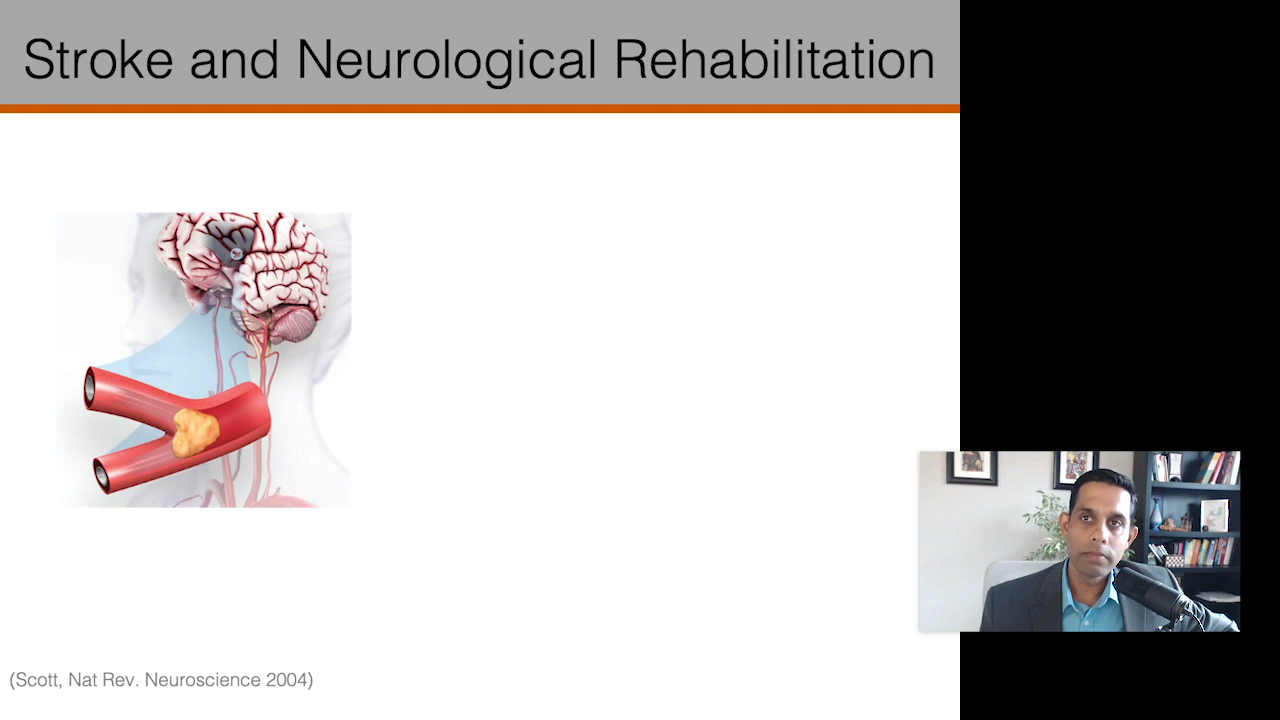 Stroke and Neurological Rehabilitation
(Scott, Nat Rev. Neuroscience 2004)